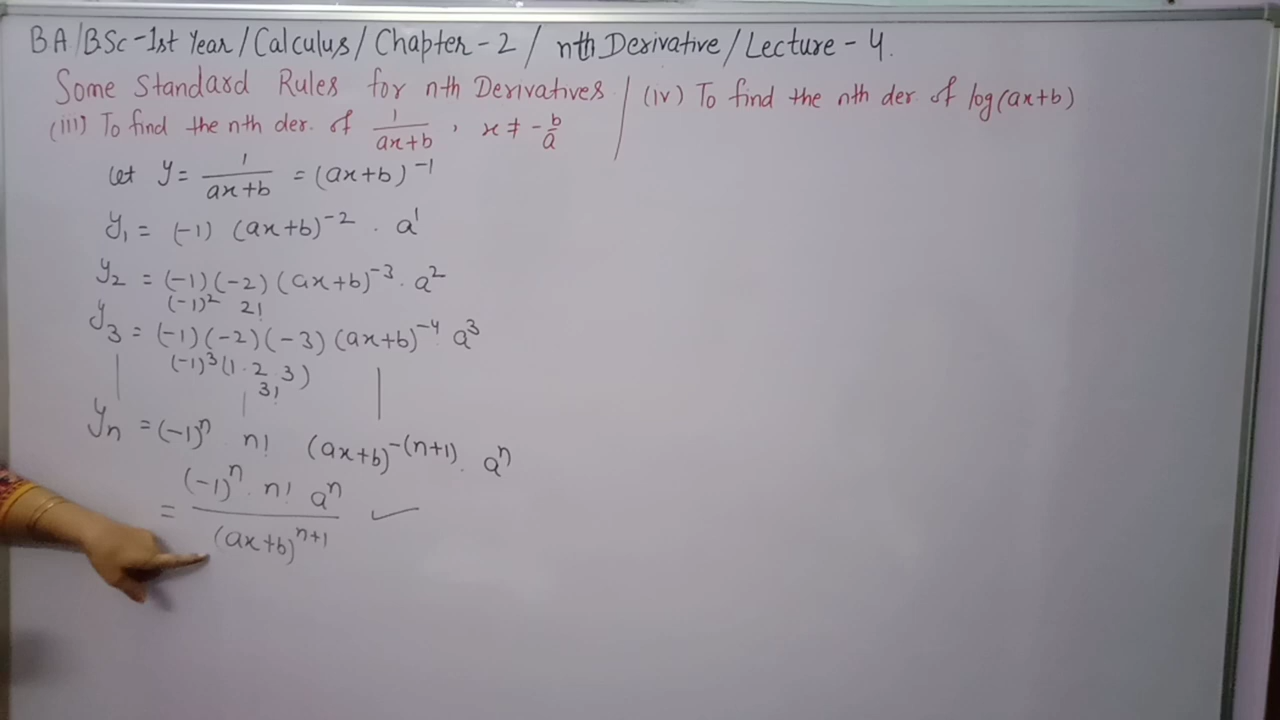 BA/BSc-1st Year/Calculus/Chapter-2/nth Derivative/Lecture-4.
Some Standard Rules for nth Derivatives
(iii) To find the nth der. of 1/(ax+b), x ≠ -b/a
let y = 1/(ax+b) = (ax+b)^-1
y₁ = (-1) (ax+b)^-2 . a^1
y₂ = (-1)(-2)(ax+b)^-3 . a^2
(-1)^2 2!
y₃ = (-1)(-2)(-3)(ax+b)^-4 a^3
(-1)^3 (1.2.3)
3!
yₙ = (-1)^n n! (ax+b)^-(n+1) . a^n
= (-1)^n . n! a^n / (ax+b)^n+1
(iv) To find the nth der. of log(ax+b)